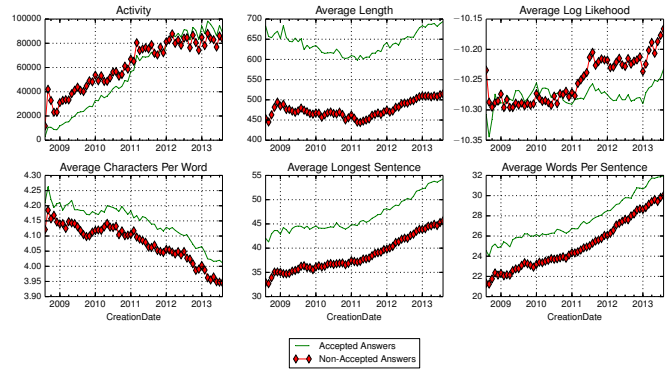 Activity
100000
80000
60000
40000
20000
0
2009 2010 2011 2012 2013
Average Length
700
650
600
550
500
450
400
2009 2010 2011 2012 2013
Average Log Likehood
−10.15
−10.20
−10.25
−10.30
−10.35
2009 2010 2011 2012 2013
Average Characters Per Word
4.30
4.25
4.20
4.15
4.10
4.05
4.00
3.95
3.90
2009 2010 2011 2012 2013
CreationDate
Average Longest Sentence
55
50
45
40
35
30
2009 2010 2011 2012 2013
CreationDate
Average Words Per Sentence
32
30
28
26
24
22
20
2009 2010 2011 2012 2013
CreationDate
Accepted Answers
Non-Accepted Answers